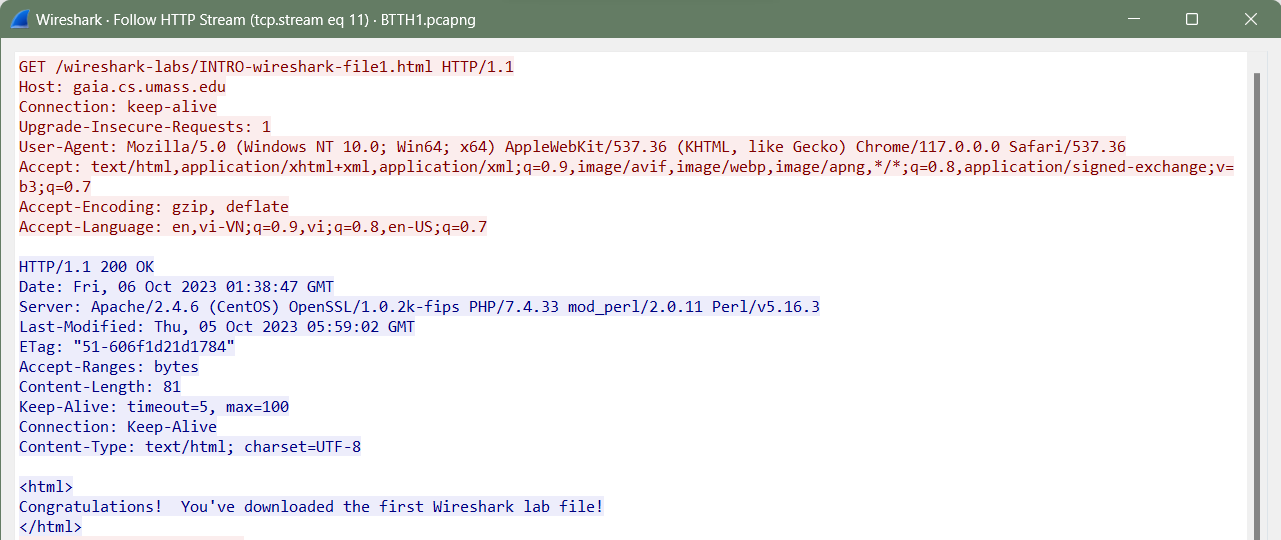 Wireshark · Follow HTTP Stream (tcp.stream eq 11) · BTTH1.pcapng
GET /wireshark-labs/INTRO-wireshark-file1.html HTTP/1.1
Host: gaia.cs.umass.edu
Connection: keep-alive
Upgrade-Insecure-Requests: 1
User-Agent: Mozilla/5.0 (Windows NT 10.0; Win64; x64) AppleWebKit/537.36 (KHTML, like Gecko) Chrome/117.0.0.0 Safari/537.36
Accept: text/html,application/xhtml+xml,application/xml;q=0.9,image/avif,image/webp,image/apng,*/*;q=0.8,application/signed-exchange;v=
b3;q=0.7
Accept-Encoding: gzip, deflate
Accept-Language: en,vi-VN;q=0.9,vi;q=0.8,en-US;q=0.7
HTTP/1.1 200 OK
Date: Fri, 06 Oct 2023 01:38:47 GMT
Server: Apache/2.4.6 (CentOS) OpenSSL/1.0.2k-fips PHP/7.4.33 mod_perl/2.0.11 Perl/v5.16.3
Last-Modified: Thu, 05 Oct 2023 05:59:02 GMT
ETag: "51-606f1d21d1784"
Accept-Ranges: bytes
Content-Length: 81
Keep-Alive: timeout=5, max=100
Connection: Keep-Alive
Content-Type: text/html; charset=UTF-8
<html>
Congratulations!  You've downloaded the first Wireshark lab file!
</html>